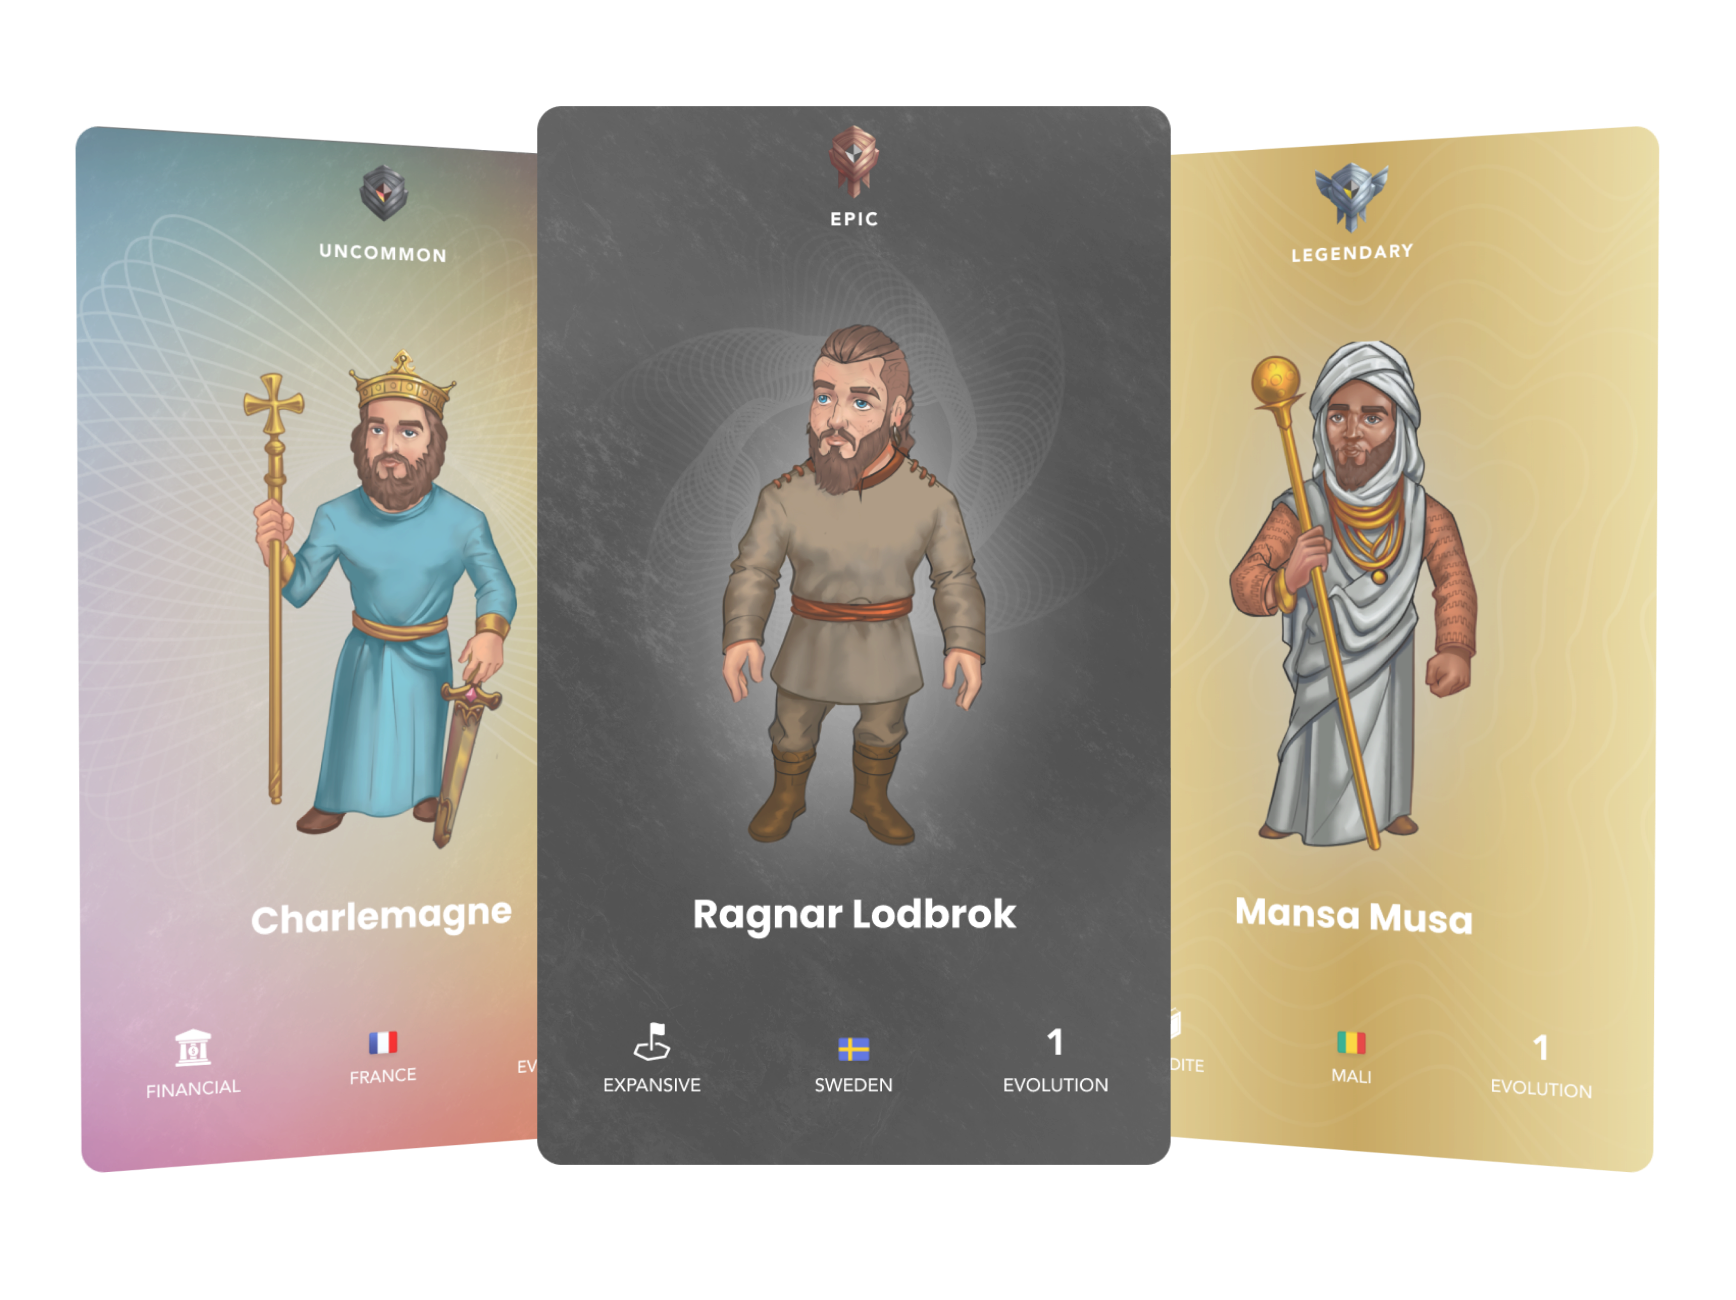 UNCOMMON
Charlemagne
FINANCIAL
FRANCE
EPIC
Ragnar Lodbrok
EXPANSIVE
SWEDEN
1
EVOLUTION
LEGENDARY
Mansa Musa
MALI
1
EVOLUTION